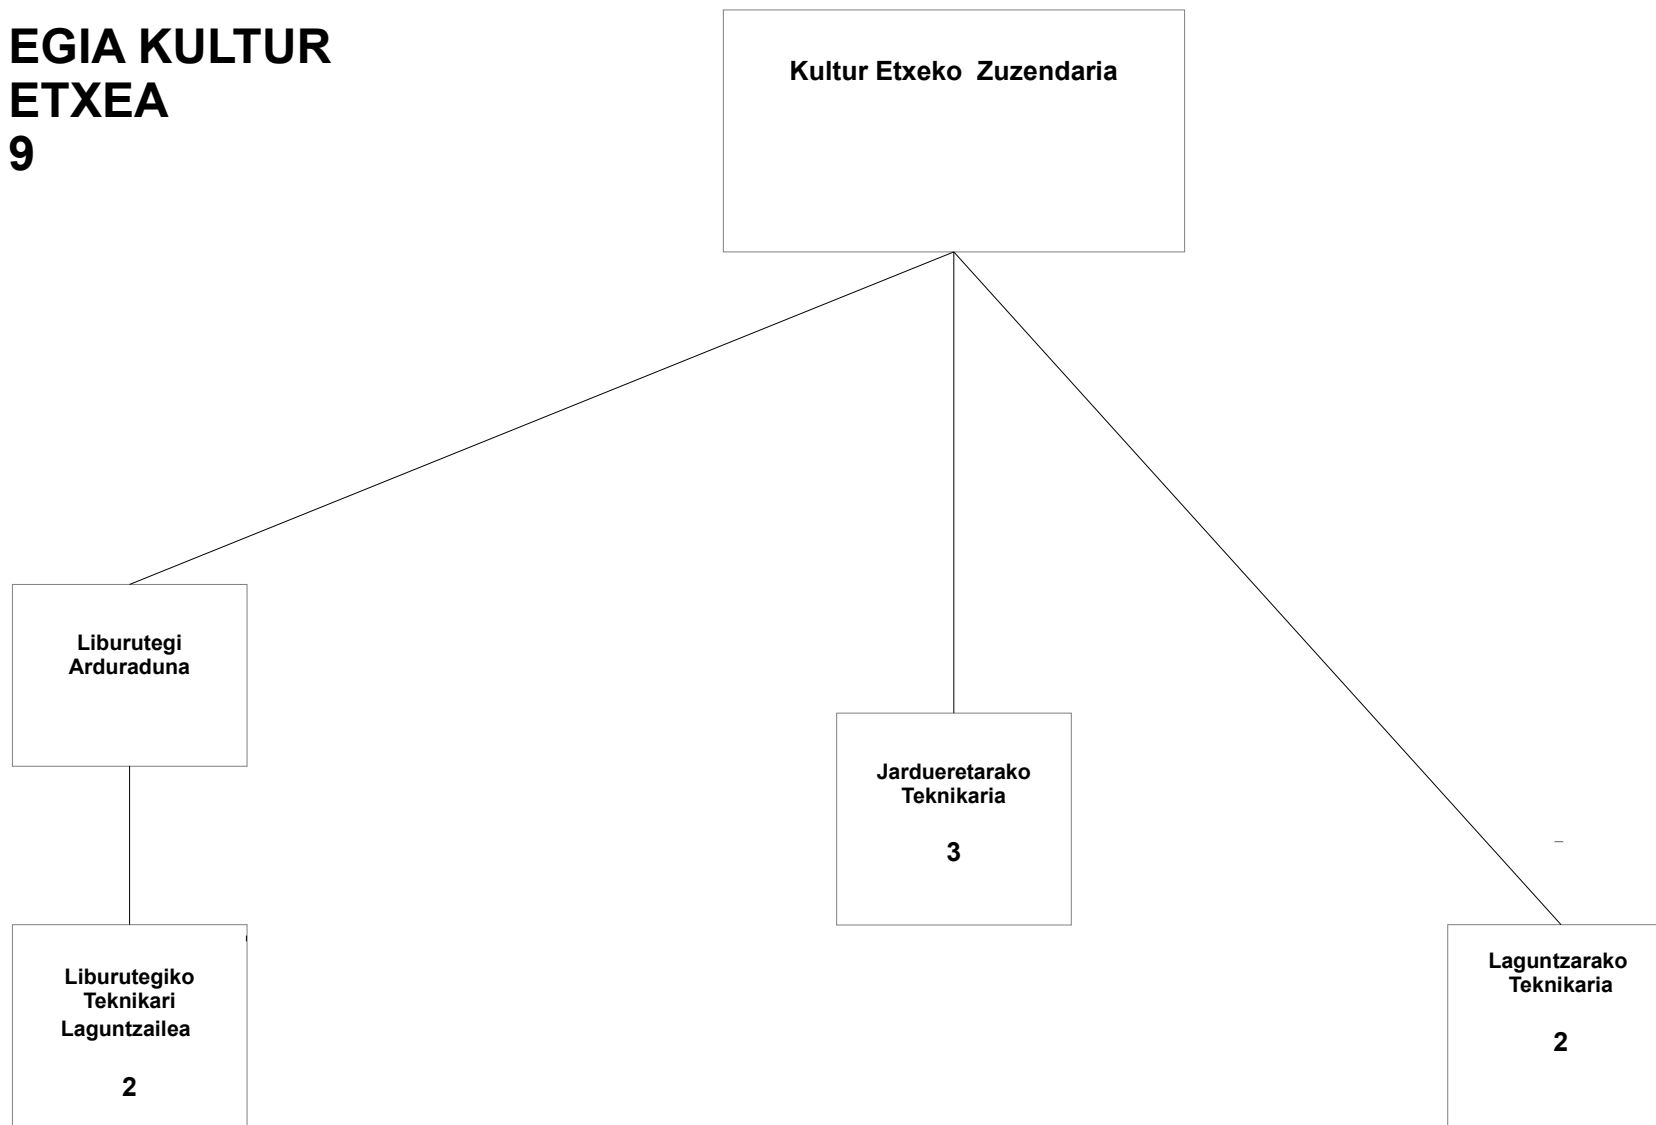 EGIA KULTUR
ETXEA
9
Kultur Etxeko Zuzendaria
Liburutegi
Arduraduna
Jardueretarako
Teknikaria
3
Liburutegiko
Teknikari
Laguntzailea
2
Laguntzarako
Teknikaria
2